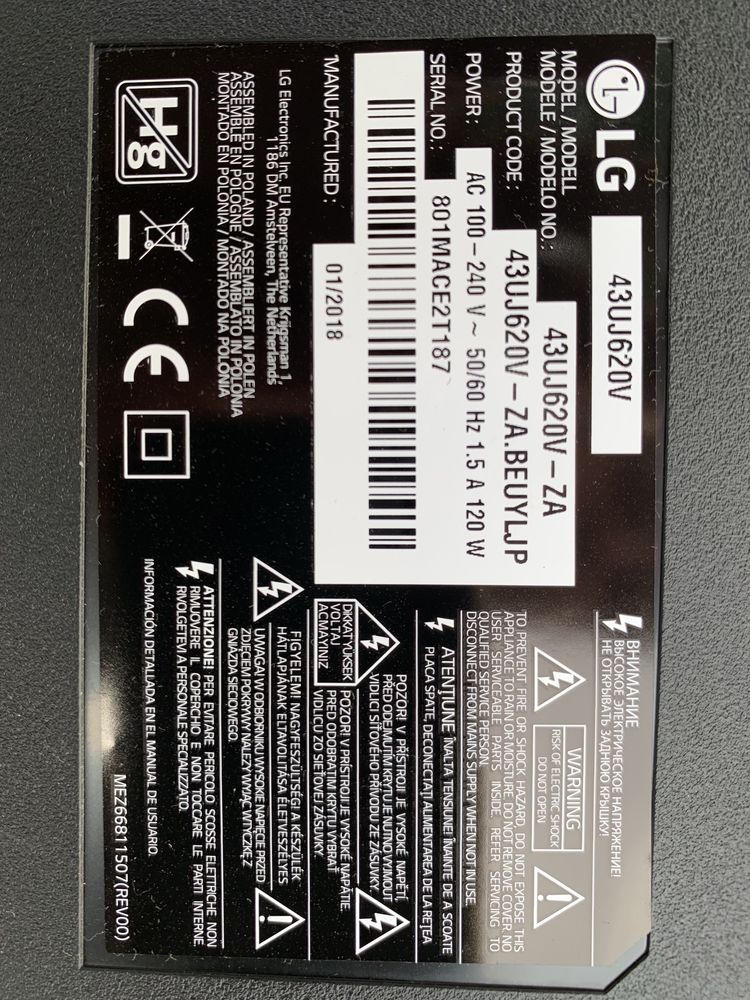 LG
43UJ620V
MODEL / MODELL
MODELE / MODELO NO.:
43UJ620V-ZA
PRODUCT CODE :
43UJ620V-ZA.BEUYLJP
POWER :
AC 100-240 V ~ 50/60 Hz 1.5 A 120 W
SERIAL NO.:
801MACE2T187
MANUFACTURED :
01/2018
LG Electronics Inc, EU Representative Krijgsman 1,
1186 DM Amstelveen, The Netherlands
ASSEMBLED IN POLAND / ASSEMBLIERT IN POLEN
ASSEMBLE EN POLOGNE / ASSEMBLATO IN POLONIA
MONTADO EN POLONIA / MONTADO NA POLONIA
Hg
CE
ВНИМАНИЕ
ВЫСОКОЕ ЭЛЕКТРИЧЕСКОЕ НАПРЯЖЕНИЕ!
НЕ ОТКРЫВАТЬ ЗАДНЮЮ КРЫШКУ!
WARNING
RISK OF ELECTRIC SHOCK
DO NOT OPEN
TO PREVENT FIRE OR SHOCK HAZARD, DO NOT EXPOSE THIS
APPLIANCE TO RAIN OR MOISTURE. DO NOT REMOVE COVER. NO
USER SERVICEABLE PARTS INSIDE. REFER SERVICING TO
QUALIFIED SERVICE PERSON.
DISCONNECT FROM MAINS SUPPLY WHEN NOT IN USE.
ATENŢIUNE ÎNALTA TENSIUNE! ÎNAINTE DE A SCOATE
PLACA SPATE, DECONECTAŢI ALIMENTAREA DE LA REŢEA
DİKKAT YÜKSEK
VOLTAJ
AÇMAYINIZ
POZOR! V PŘÍSTROJI JE VYSOKÉ NAPĚTÍ,
PŘED ODEJMUTÍM KRYTU JE NUTNO VYJMOUT
VIDLICI SÍŤOVÉHO PŘÍVODU ZE ZÁSUVKY.
POZOR! V PRÍSTROJI JE VYSOKÉ NAPÄTIE.
PRED ODOBRATÍM KRYTU VYBRAŤ
VIDLICU ZO SIEŤOVEJ ZÁSUVKY.
FIGYELEM! NAGYFESZÜLTSÉG! A KÉSZÜLÉK
HÁTLAPJÁNAK ELTÁVOLÍTÁSA ÉLETVESZÉLYES
UWAGA! W ODBIORNIKU WYSOKIE NAPIĘCIE PRZED
ZDJĘCIEM POKRYWY NALEŻY WYJĄĆ WTYCZKĘ Z
GNIAZDA SIECIOWEGO.
ATTENZIONE! PER EVITARE PERICOLO SCOSSE ELETTRICHE NON
RIMUOVERE IL COPERCHIO E NON TOCCARE LE PARTI INTERNE.
RIVOLGETEM A PERSONALE SPECIALIZZATO.
INFORMACIÓN DETALLADA EN EL MANUAL DE USUARIO.
MEZ66811507(REV00)